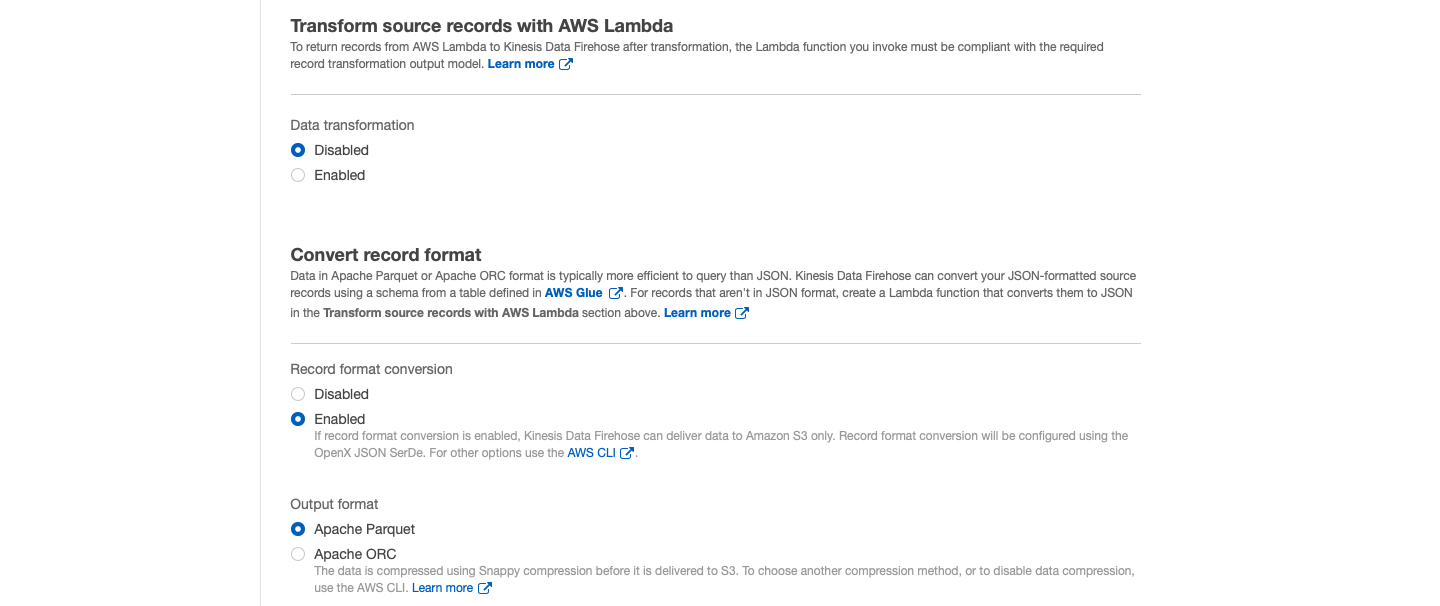 Transform source records with AWS Lambda
To return records from AWS Lambda to Kinesis Data Firehose after transformation, the Lambda function you invoke must be compliant with the required
record transformation output model. Learn more
Data transformation
Disabled
Enabled
Convert record format
Data in Apache Parquet or Apache ORC format is typically more efficient to query than JSON. Kinesis Data Firehose can convert your JSON-formatted source
records using a schema from a table defined in AWS Glue . For records that aren't in JSON format, create a Lambda function that converts them to JSON
in the Transform source records with AWS Lambda section above. Learn more
Record format conversion
Disabled
Enabled
If record format conversion is enabled, Kinesis Data Firehose can deliver data to Amazon S3 only. Record format conversion will be configured using the
OpenX JSON SerDe. For other options use the AWS CLI .
Output format
Apache Parquet
Apache ORC
The data is compressed using Snappy compression before it is delivered to S3. To choose another compression method, or to disable data compression,
use the AWS CLI. Learn more